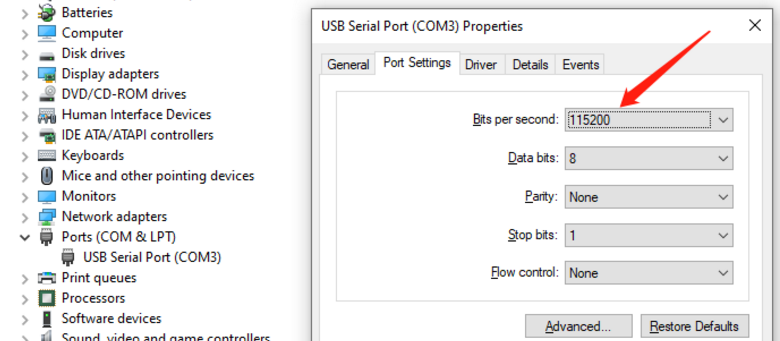 Batteries
Computer
Disk drives
Display adapters
DVD/CD-ROM drives
Human Interface Devices
IDE ATA/ATAPI controllers
Keyboards
Mice and other pointing devices
Monitors
Network adapters
Ports (COM & LPT)
USB Serial Port (COM3)
Print queues
Processors
Software devices
Sound, video and game controllers
USB Serial Port (COM3) Properties
General Port Settings Driver Details Events
Bits per second: 115200
Data bits: 8
Parity: None
Stop bits: 1
Flow control: None
Advanced... Restore Defaults